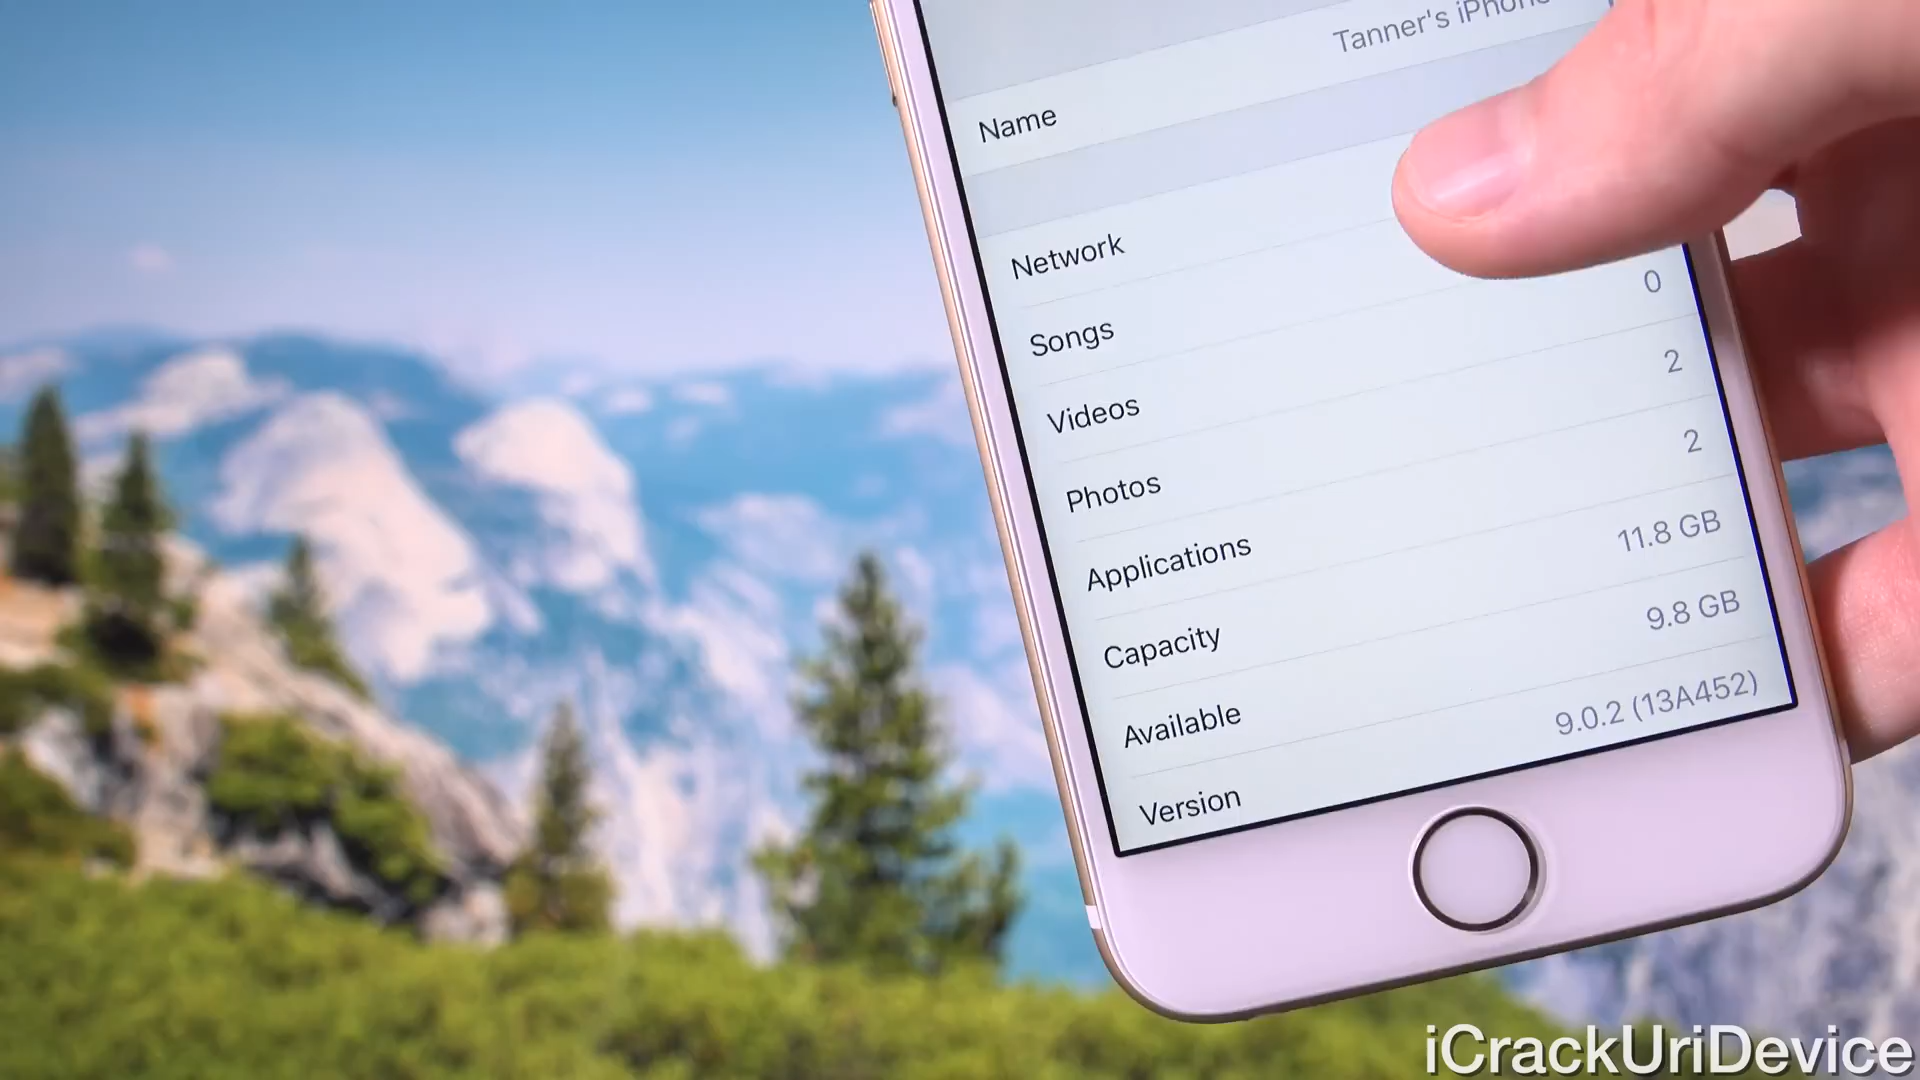 Name Tanner's iPhone
Network
Songs
Videos 0
Photos 2
Applications 2
Capacity 11.8 GB
Available 9.8 GB
Version 9.0.2 (13A452)
iCrackUriDevice